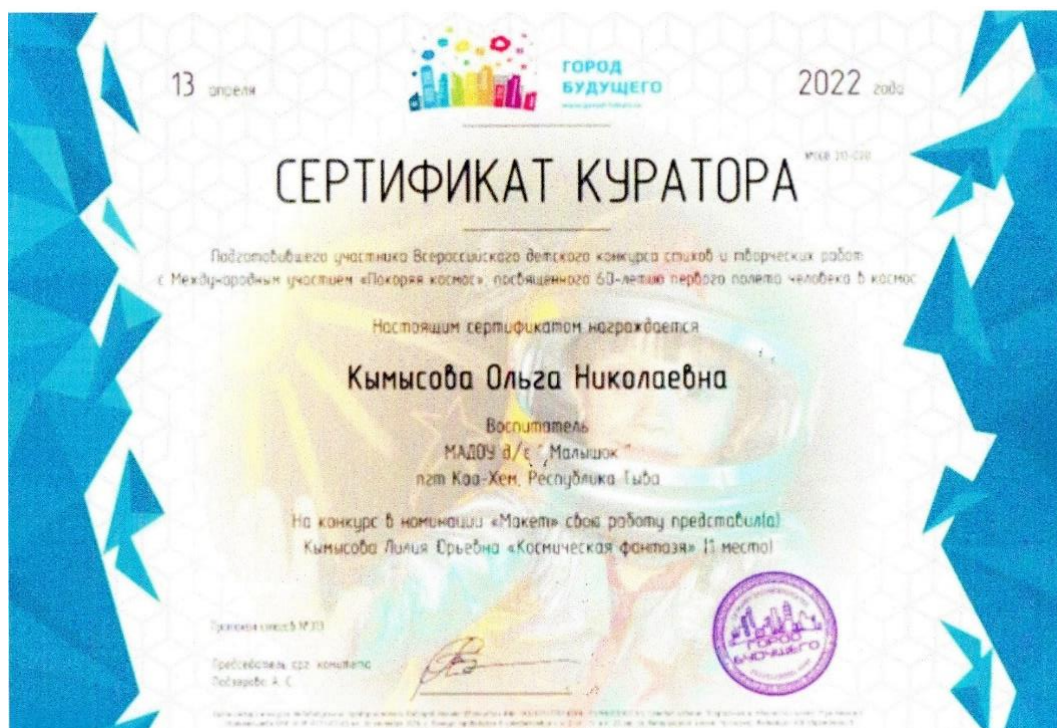 13 апреля
ГОРОД
БУДУЩЕГО
2022 года
СЕРТИФИКАТ КУРАТОРА
Подготовившего участника Всероссийского детского конкурса стихов и творческих работ
с Международным участием «Покоряя космос», посвященного 60-летию первого полета человека в космос
Настоящим сертификатом награждается
Кымысова Ольга Николаевна
Воспитатель
МАДОУ д/с " Малышок "
пгт Каа-Хем, Республика Тыва
На конкурс в номинации «Макет» свою работу представил(а)
Кымысова Лилия Юрьевна «Космическая фантазя» (1 место)
Председатель орг. комитета
А. С.
ГОРОД
БУДУЩЕГО